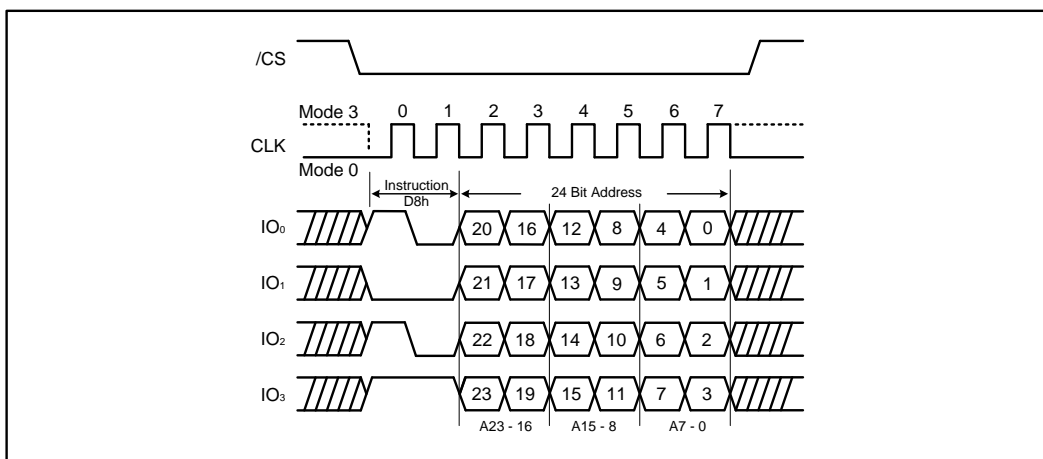 /CS
Mode 3 0 1 2 3 4 5 6 7
CLK
Mode 0
Instruction
D8h
24 Bit Address
IO₀ 20 16 12 8 4 0
IO₁ 21 17 13 9 5 1
IO₂ 22 18 14 10 6 2
IO₃ 23 19 15 11 7 3
A23 - 16 A15 - 8 A7 - 0